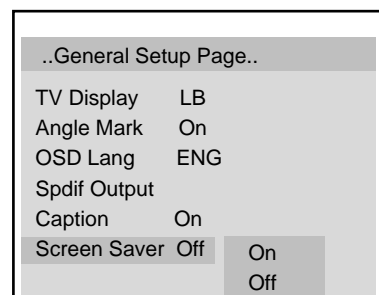 ..General Setup Page..
TV Display LB
Angle Mark On
OSD Lang ENG
Spdif Output
Caption On
Screen Saver Off On
Off